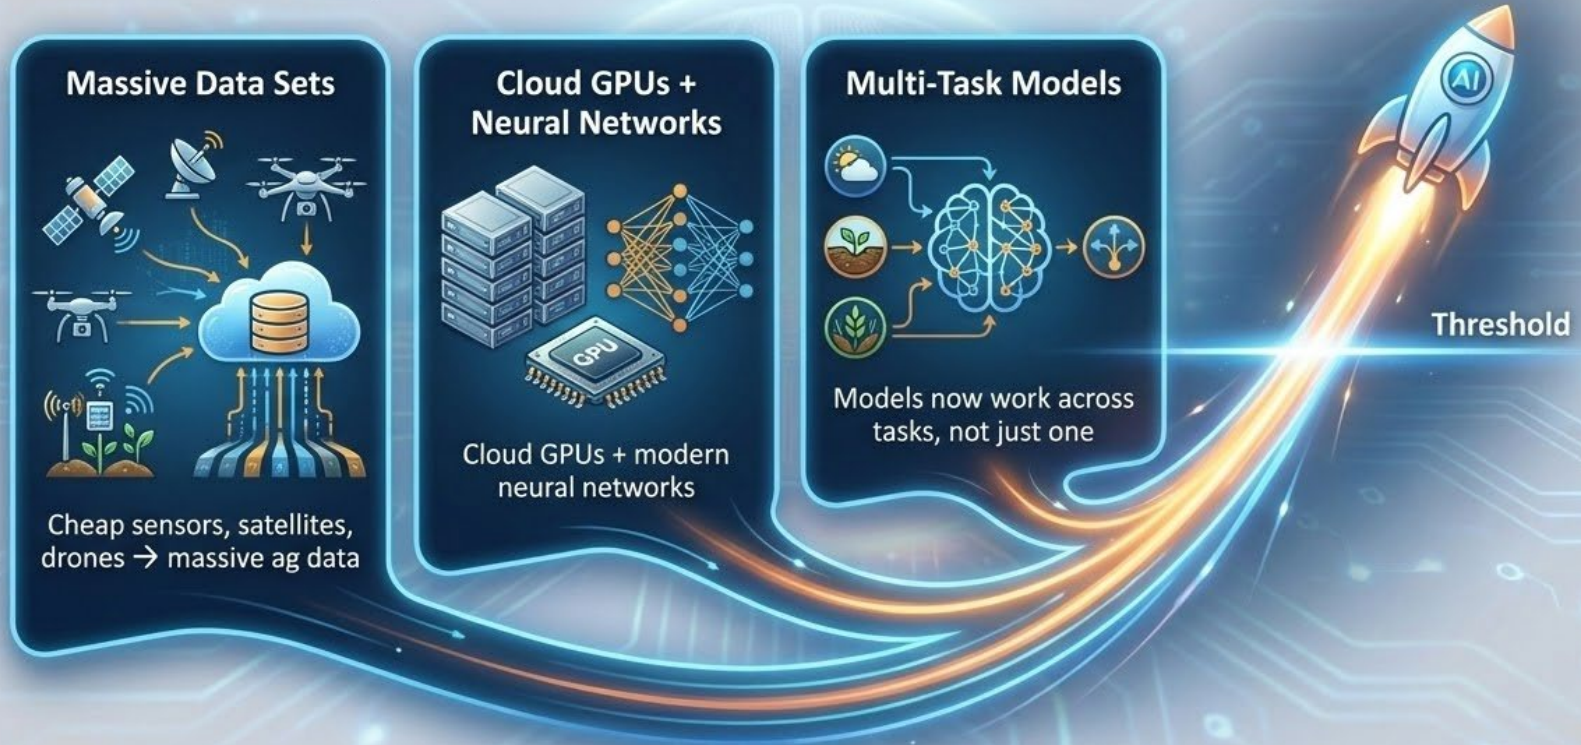 Massive Data Sets
Cheap sensors, satellites,
drones → massive ag data
Cloud GPUs +
Neural Networks
GPU
Cloud GPUs + modern
neural networks
Multi-Task Models
Models now work across
tasks, not just one
AI
Threshold